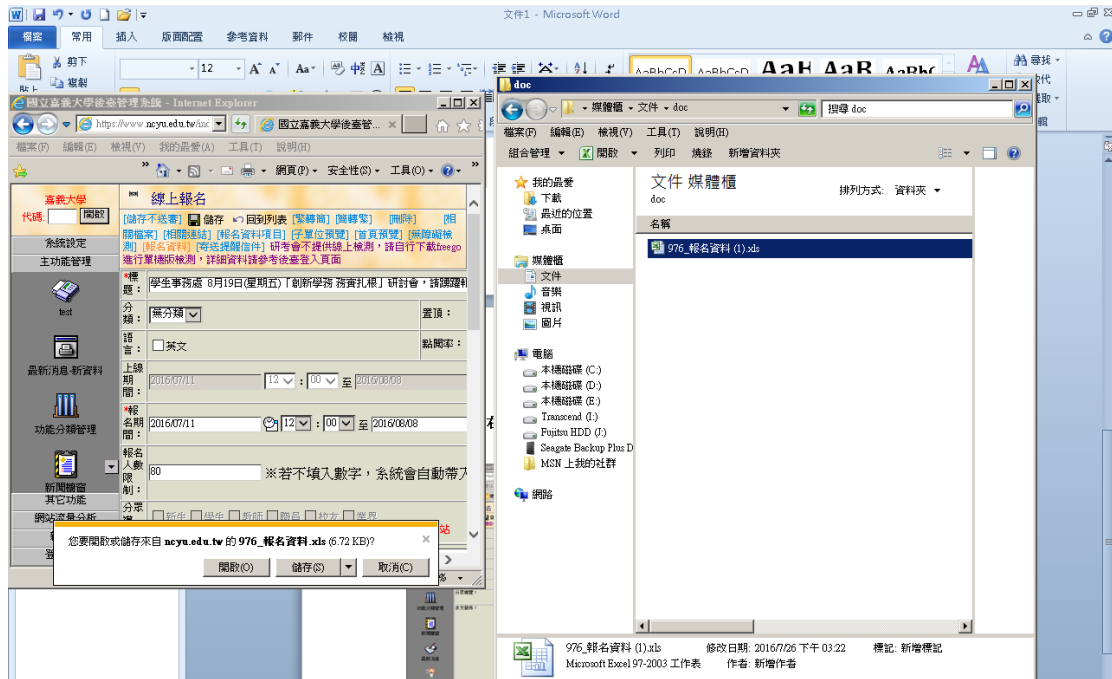 文件1 - Microsoft Word
檔案 常用 插入 版面配置 參考資料 郵件 校閱 檢視
剪下
複製
貼上
12
尋找
取代
選取
編輯
AaBbCcD AaBbCcD AaB AaB AaBbC
國立嘉義大學後臺管理系統 - Internet Explorer
https://www.ncyu.edu.tw/inc
國立嘉義大學後臺管...
檔案(F) 編輯(E) 檢視(V) 我的最愛(A) 工具(T) 說明(H)
網頁(P) 安全性(S) 工具(O)
嘉義大學
代碼: 開啟
系統設定
主功能管理
test
最新消息-新資料
功能分類管理
新聞櫥窗
其它功能
網站流量分析
線上報名
[儲存不送審] 儲存 回到列表 [繁轉簡] [簡轉繁] [刪除] [相
關檔案] [相關連結] [報名資料項目] [子單位預覽] [首頁預覽] [無障礙檢
測] [報名資料] [寄送提醒信件] 研考會不提供線上檢測,請自行下載freego
進行單機版檢測,詳細資料請參考後臺登入頁面
*標題: 學生事務處 8月19日(星期五)「創新學務 務實扎根」研討會,請踴躍
分類: 無分類 置頂:
語言: 英文 點閱率:
上線期間: 2016/07/11 12 : 00 至 2016/08/08
*報名期間: 2016/07/11 12 : 00 至 2016/08/08
報名人數限制: 80 ※若不填入數字,系統會自動帶入
分眾 新生 學生 教師 職員 校友 業界
站
您要開啟或儲存來自 ncyu.edu.tw 的 976_報名資料.xls (6.72 KB)?
開啟(O) 儲存(S) 取消(C)
doc
媒體櫃 文件 doc
搜尋 doc
檔案(F) 編輯(E) 檢視(V) 工具(T) 說明(H)
組合管理 開啟 列印 燒錄 新增資料夾
我的最愛
下載
最近的位置
桌面
媒體櫃
文件
音樂
視訊
圖片
電腦
本機磁碟 (C:)
本機磁碟 (D:)
本機磁碟 (E:)
Transcend (I:)
Fujitsu HDD (J:)
Seagate Backup Plus D
MSN 上我的社群
網路
文件 媒體櫃
doc
排列方式: 資料夾
名稱
976_報名資料 (1).xls
976_報名資料 (1).xls 修改日期: 2016/7/26 下午 03:22 標記: 新增標記
Microsoft Excel 97-2003 工作表 作者: 新增作者